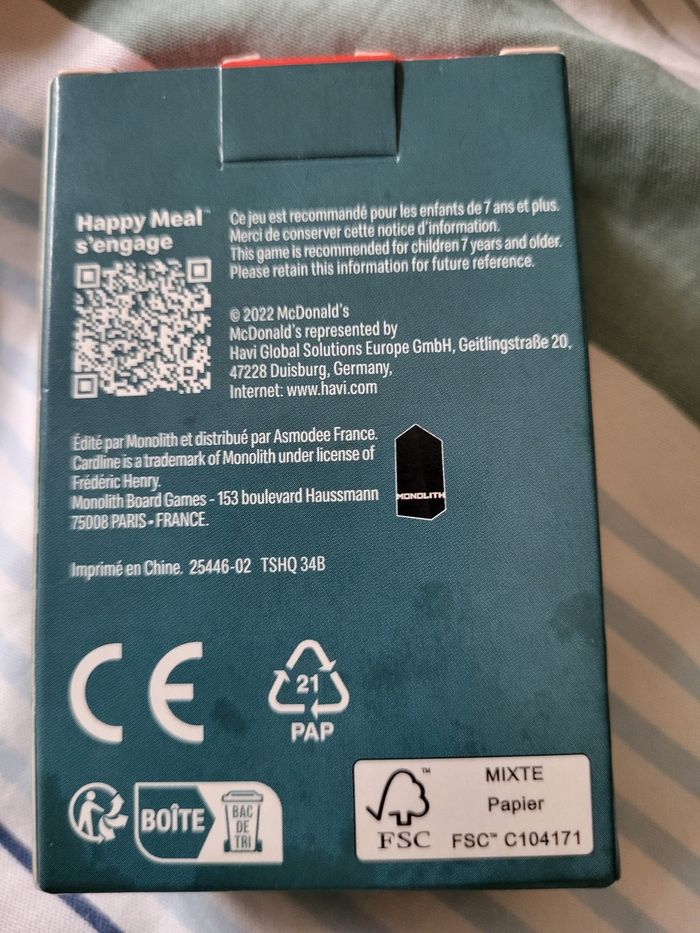 Happy Meal™
s'engage
Ce jeu est recommandé pour les enfants de 7 ans et plus.
Merci de conserver cette notice d'information.
This game is recommended for children 7 years and older.
Please retain this information for future reference.
© 2022 McDonald's
McDonald's represented by
Havi Global Solutions Europe GmbH, Geitlingstraße 20,
47228 Duisburg, Germany,
Internet: www.havi.com
Édité par Monolith et distribué par Asmodee France.
Cardline is a trademark of Monolith under license of
Frédéric Henry.
Monolith Board Games - 153 boulevard Haussmann
75008 PARIS • FRANCE.
MONOLITH
Imprimé en Chine. 25446-02 TSHQ 34B
CE
21
PAP
BOÎTE
BAC
DE
TRI
™
FSC
MIXTE
Papier
FSC™ C104171